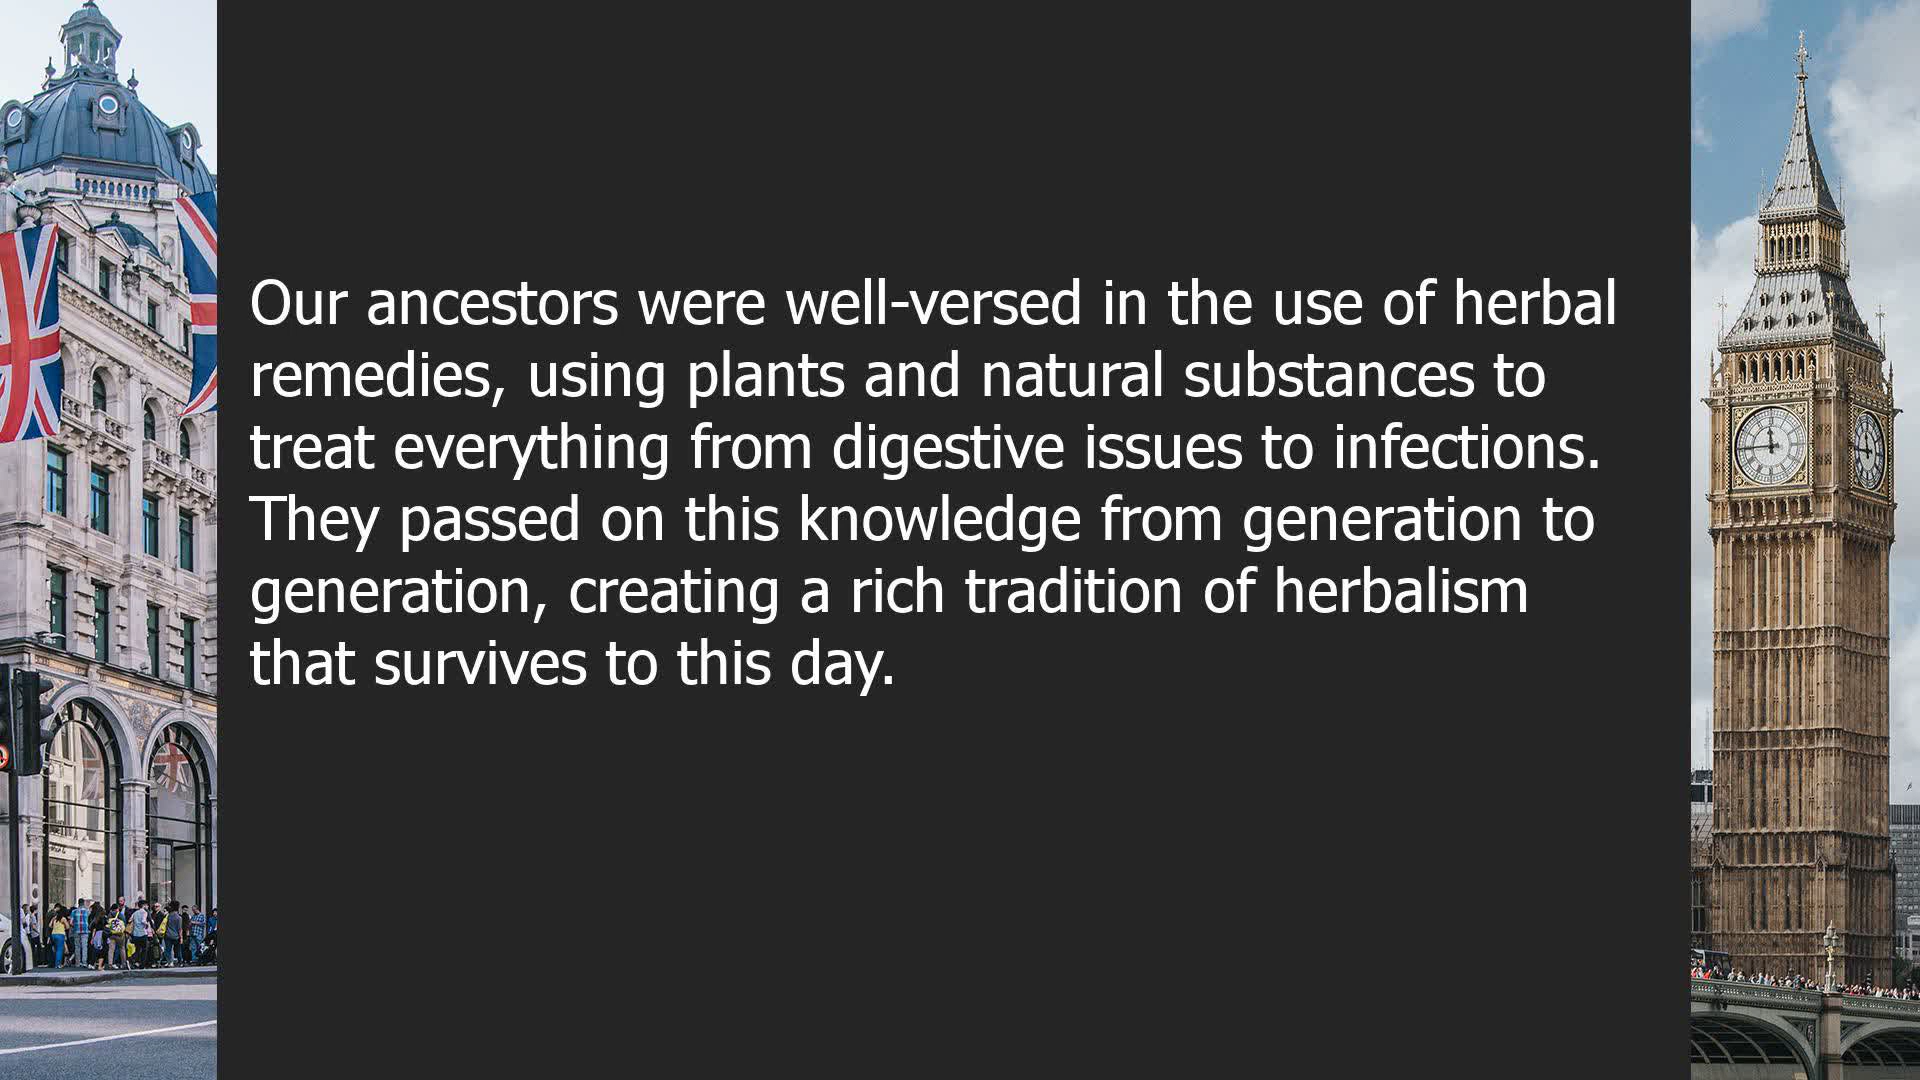 Our ancestors were well-versed in the use of herbal
remedies, using plants and natural substances to
treat everything from digestive issues to infections.
They passed on this knowledge from generation to
generation, creating a rich tradition of herbalism
that survives to this day.